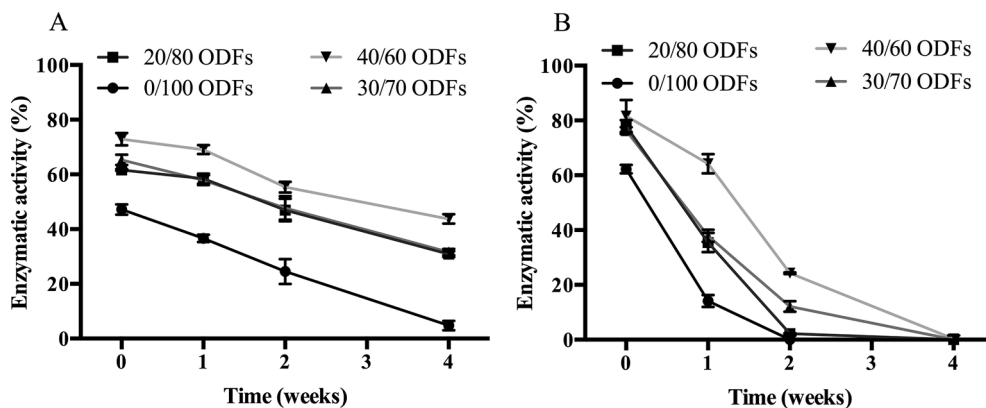 A
20/80 ODFs
40/60 ODFs
0/100 ODFs
30/70 ODFs
Enzymatic activity (%)
100
80
60
40
20
0
0 1 2 3 4
Time (weeks)
B
20/80 ODFs
40/60 ODFs
0/100 ODFs
30/70 ODFs
Enzymatic activity (%)
100
80
60
40
20
0
0 1 2 3 4
Time (weeks)